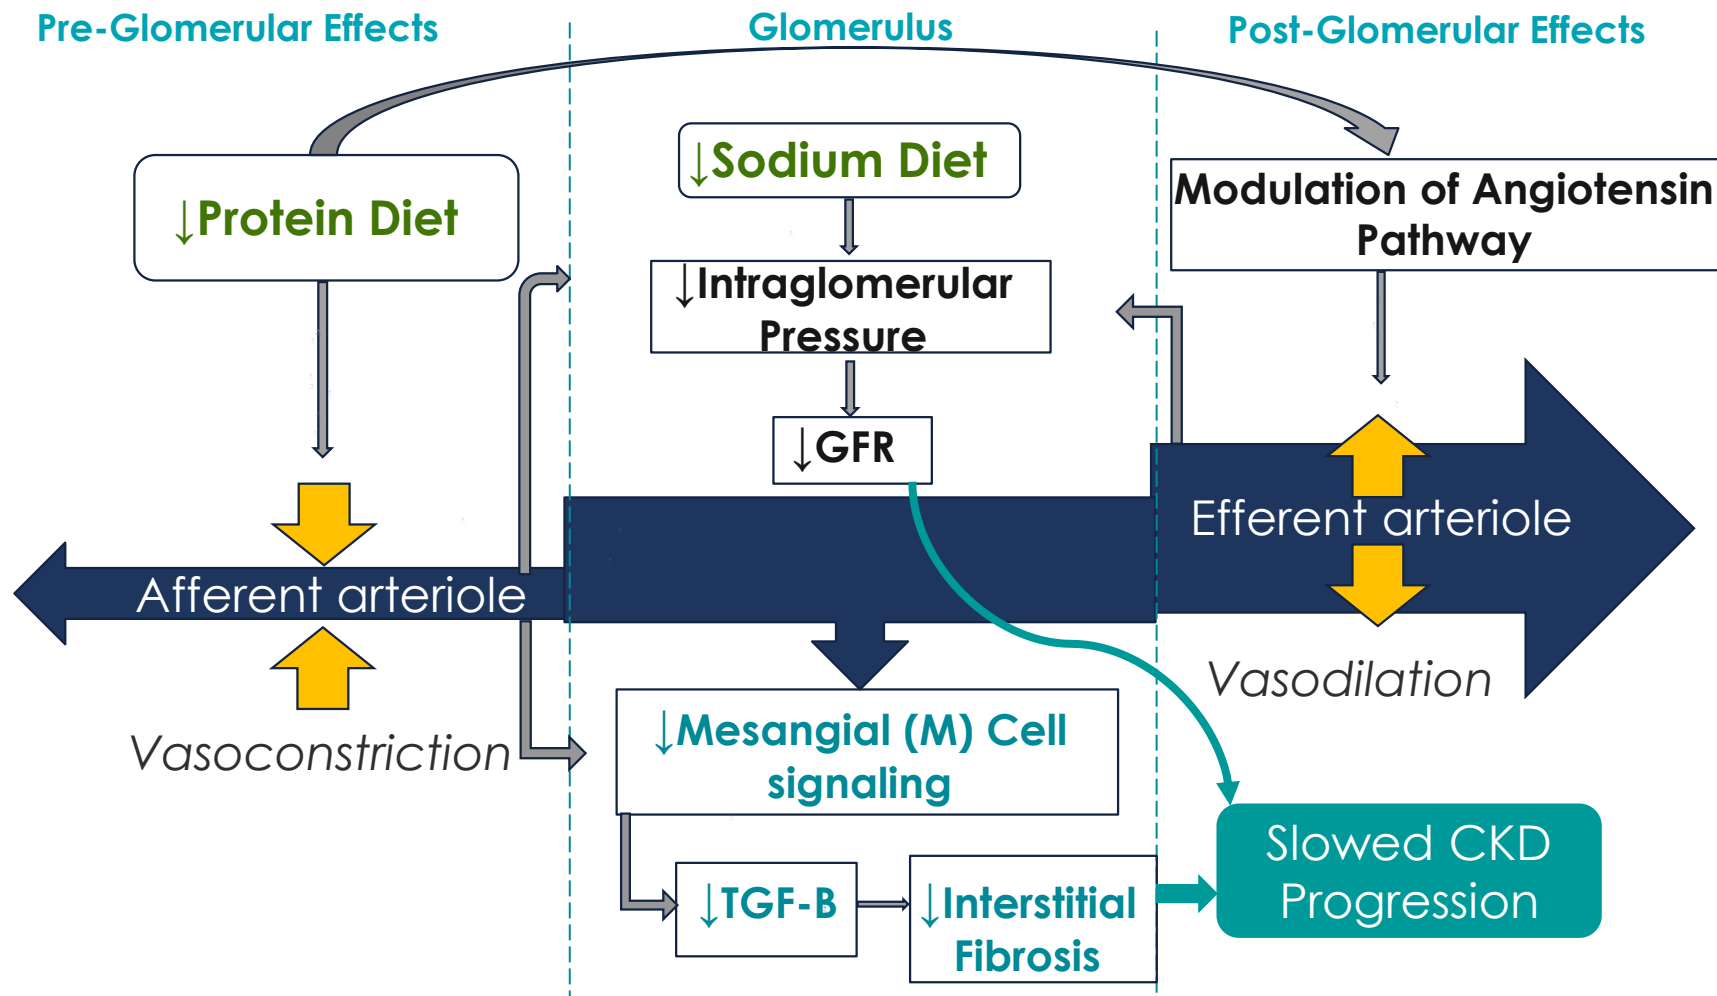 Pre-Glomerular Effects
Glomerulus
Post-Glomerular Effects
↓Protein Diet
↓Sodium Diet
Modulation of Angiotensin
Pathway
↓Intraglomerular
Pressure
↓GFR
Afferent arteriole
Efferent arteriole
Vasoconstriction
Vasodilation
↓Mesangial (M) Cell
signaling
↓TGF-B
↓Interstitial
Fibrosis
Slowed CKD
Progression